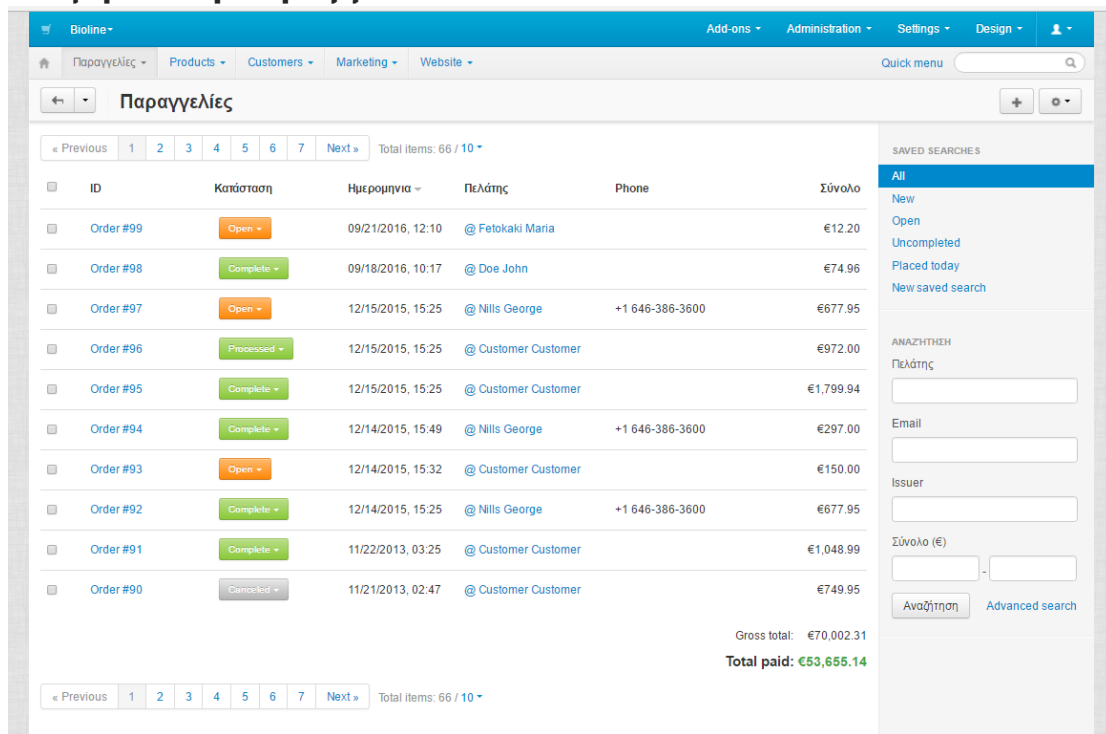 Bioline
Add-ons Administration Settings Design
Παραγγελίες Products Customers Marketing Website
Quick menu
Παραγγελίες
« Previous 1 2 3 4 5 6 7 Next » Total items: 66 / 10
ID Κατάσταση Ημερομηνια Πελάτης Phone Σύνολο
Order #99 Open 09/21/2016, 12:10 @ Fetokaki Maria €12.20
Order #98 Complete 09/18/2016, 10:17 @ Doe John €74.96
Order #97 Open 12/15/2015, 15:25 @ Nills George +1 646-386-3600 €677.95
Order #96 Processed 12/15/2015, 15:25 @ Customer Customer €972.00
Order #95 Complete 12/15/2015, 15:25 @ Customer Customer €1,799.94
Order #94 Complete 12/14/2015, 15:49 @ Nills George +1 646-386-3600 €297.00
Order #93 Open 12/14/2015, 15:32 @ Customer Customer €150.00
Order #92 Complete 12/14/2015, 15:25 @ Nills George +1 646-386-3600 €677.95
Order #91 Complete 11/22/2013, 03:25 @ Customer Customer €1,048.99
Order #90 Canceled 11/21/2013, 02:47 @ Customer Customer €749.95
Gross total: €70,002.31
Total paid: €53,655.14
« Previous 1 2 3 4 5 6 7 Next » Total items: 66 / 10
SAVED SEARCHES
All
New
Open
Uncompleted
Placed today
New saved search
ΑΝΑΖΉΤΗΣΗ
Πελάτης
Email
Issuer
Σύνολο (€)
-
Αναζήτηση Advanced search